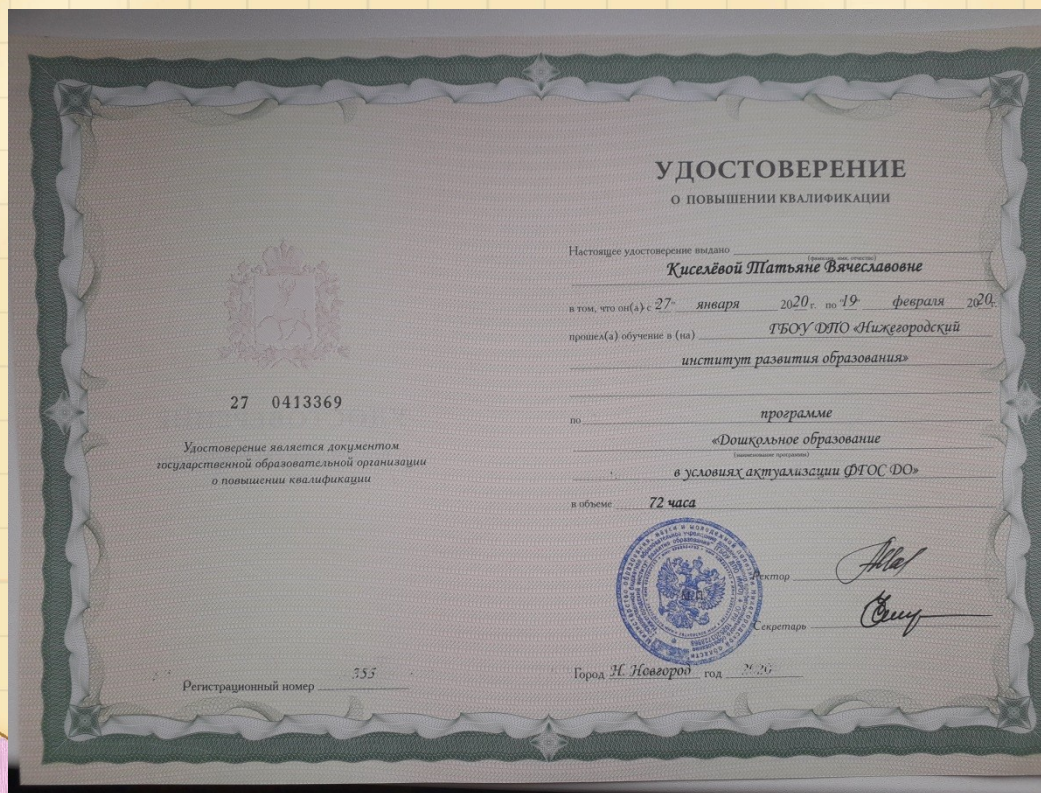 27 0413369
Удостоверение является документом
государственной образовательной организации
о повышении квалификации
Регистрационный номер 353
УДОСТОВЕРЕНИЕ
О ПОВЫШЕНИИ КВАЛИФИКАЦИИ
Настоящее удостоверение выдано
(фамилия, имя, отчество)
Киселёвой Татьяне Вячеславовне
в том, что он(а) с "27" января 2020 г. по "19" февраля 2020 г.
прошел(а) обучение в (на) ГБОУ ДПО «Нижегородский
институт развития образования»
по программе
«Дошкольное образование
(наименование программы)
в условиях актуализации ФГОС ДО»
в объеме 72 часа
М.П.
Ректор
Секретарь
Город Н. Новгород год 2020